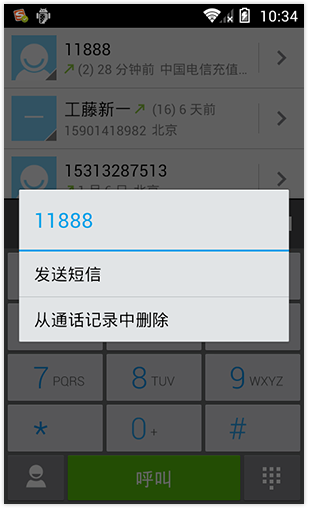 10:34
11888
(2) 28 分钟前 中国电信充值...
工藤新一 (16) 6 天前
15901418982 北京
15313287513
1 月 6 日 北京
11888
发送短信
从通话记录中删除
7 PQRS 8 TUV 9 WXYZ
* 0 + #
呼叫